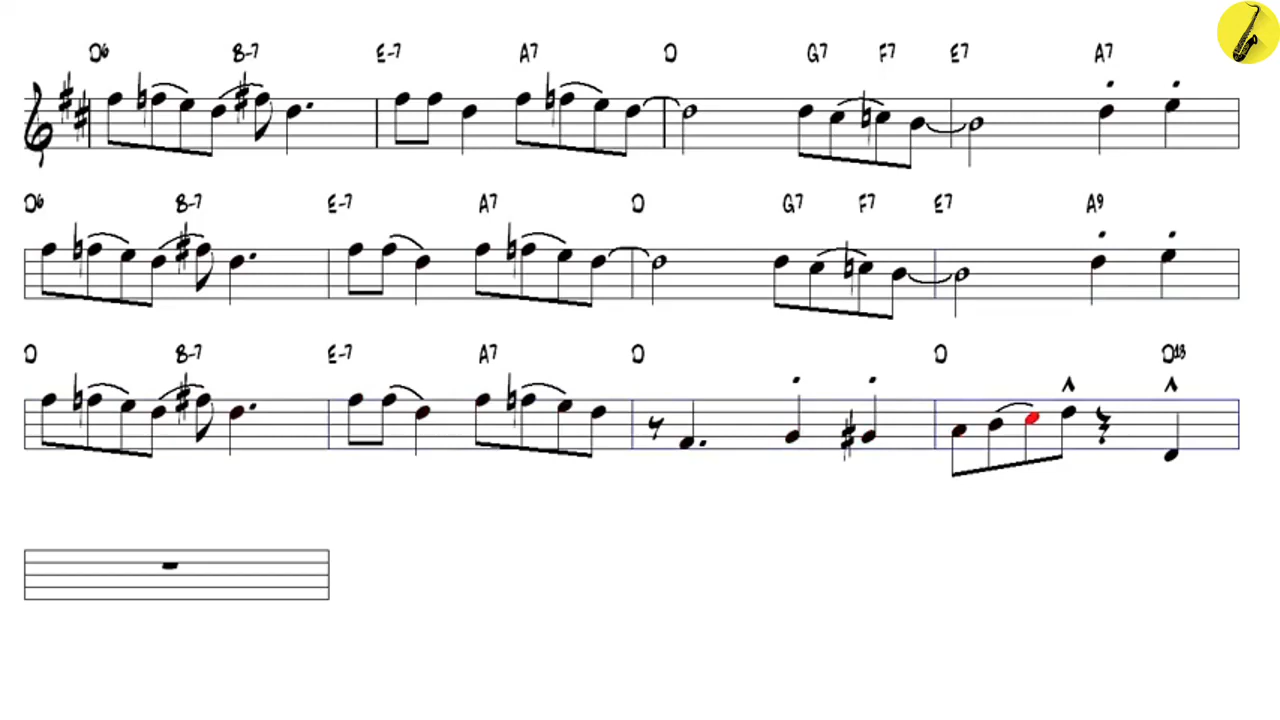 D6 B-7 E-7 A7 D G7 F7 E7 A7
D6 B-7 E-7 A7 D G7 F7 E7 A9
D B-7 E-7 A7 D D D13